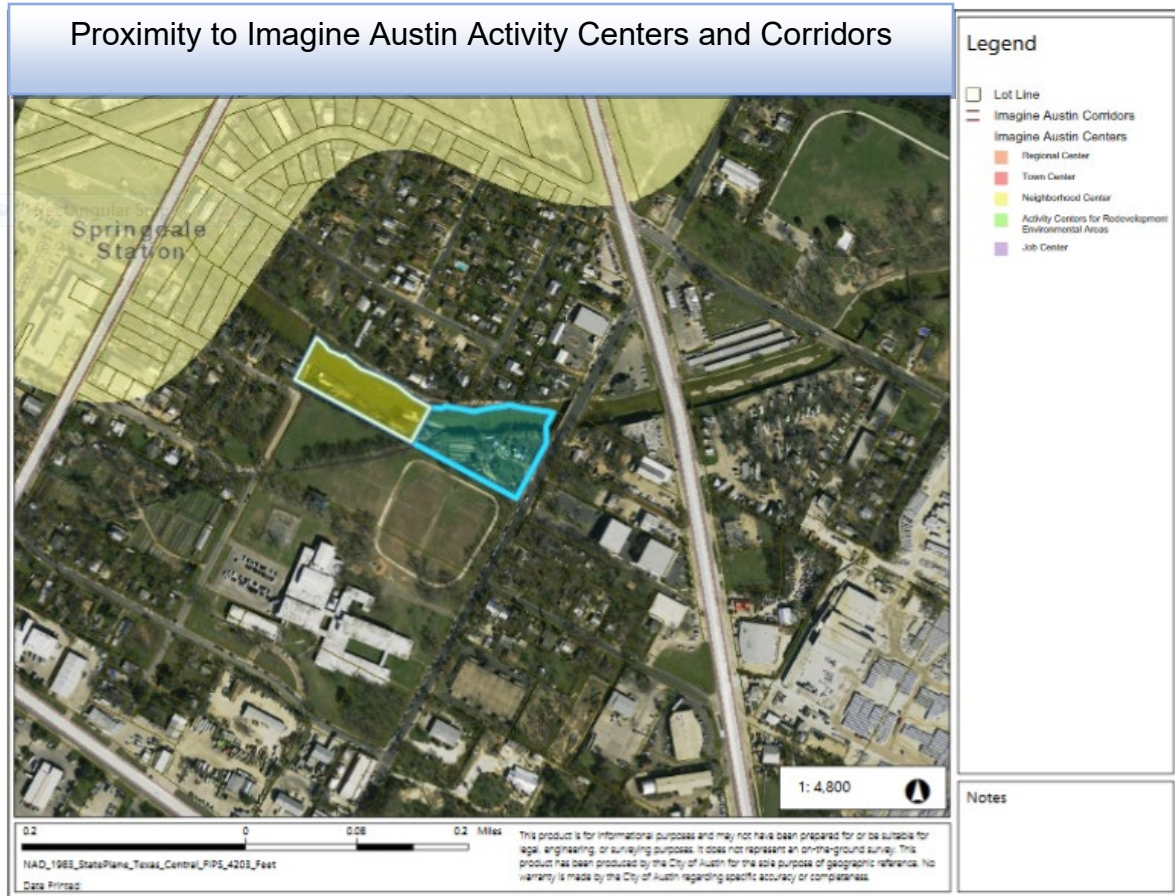 Proximity to Imagine Austin Activity Centers and Corridors
Legend
Lot Line
Imagine Austin Corridors
Imagine Austin Centers
Regional Center
Town Center
Neighborhood Center
Activity Centers for Redevelopment
Environmental Areas
Job Center
Rectangular
Springdale
Station
1: 4,800
Notes
0.2 0 0.08 0.2 Miles
NAD_1983_StatePlane_Texas_Central_FIPS_4203_Feet
Date Printed:
This product is for informational purposes and may not have been prepared for or be suitable for
legal, engineering, or surveying purposes. It does not represent an on-the-ground survey. This
product has been produced by the City of Austin for the sole purpose of geographic reference. No
warranty is made by the City of Austin regarding specific accuracy or completeness.